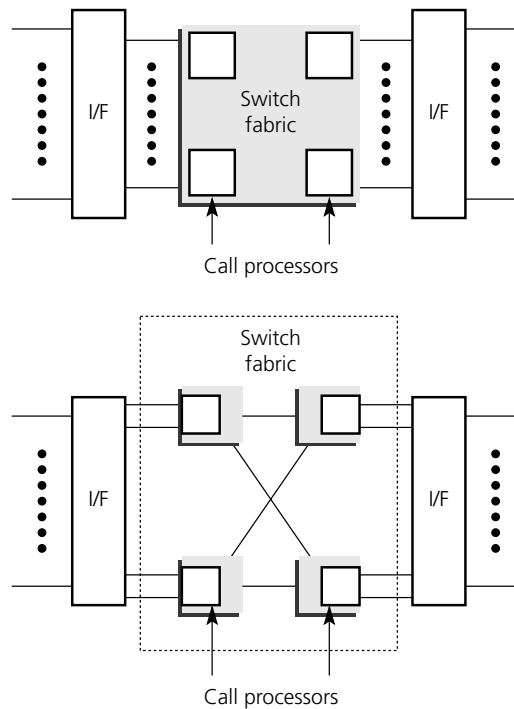 I/F
Switch
fabric
I/F
Call processors
Switch
fabric
I/F
I/F
Call processors